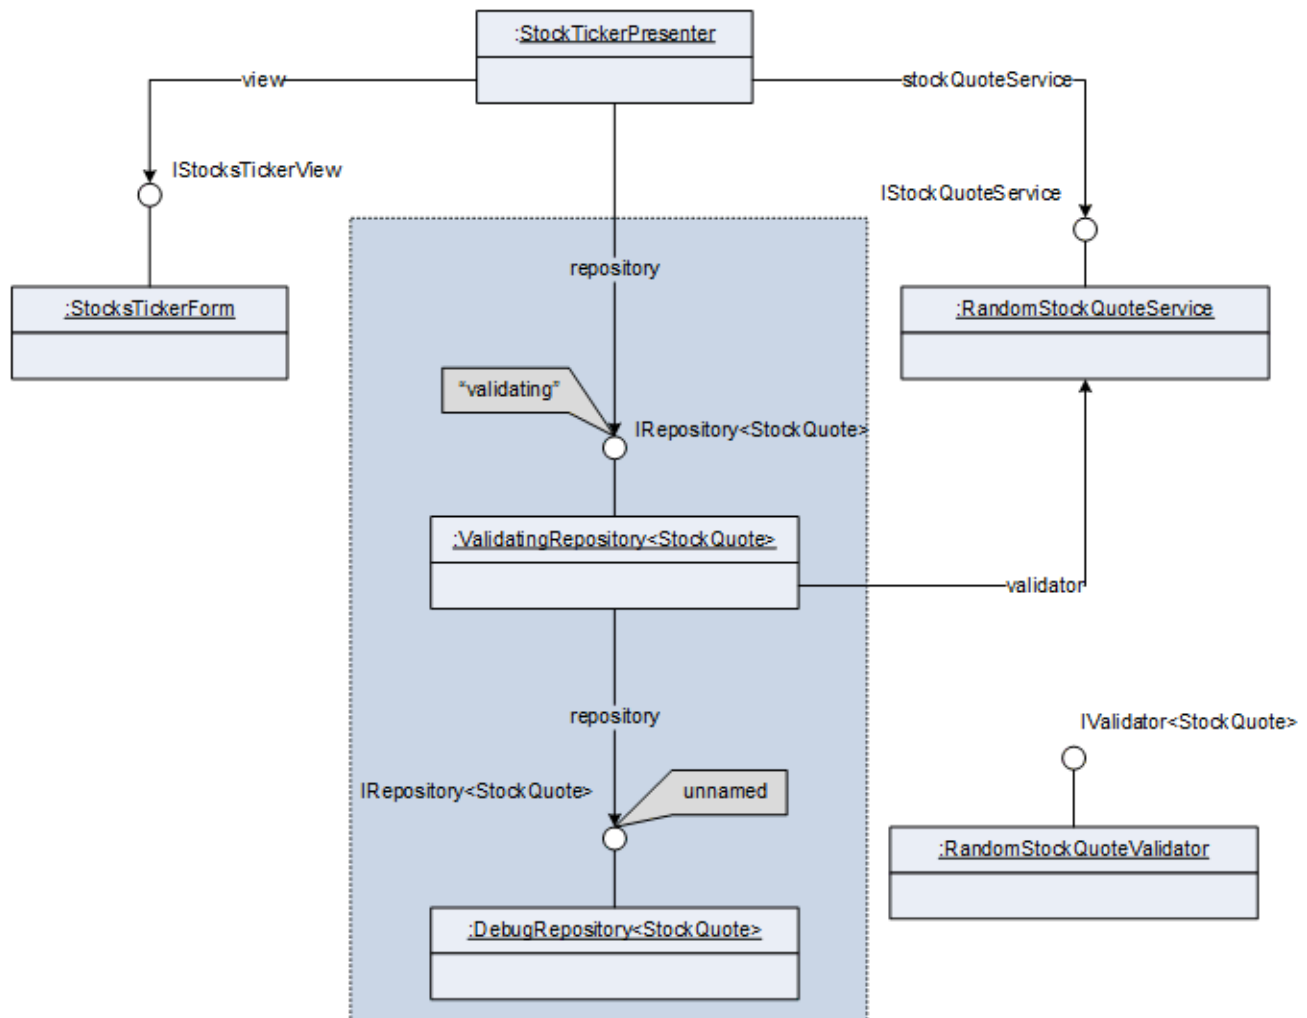 :StockTickerPresenter
view
stockQuoteService
IStocksTickerView
IStockQuoteService
repository
:StocksTickerForm
:RandomStockQuoteService
“validating”
IRepository<StockQuote>
:ValidatingRepository<StockQuote>
validator
repository
IValidator<StockQuote>
IRepository<StockQuote>
unnamed
:RandomStockQuoteValidator
:DebugRepository<StockQuote>